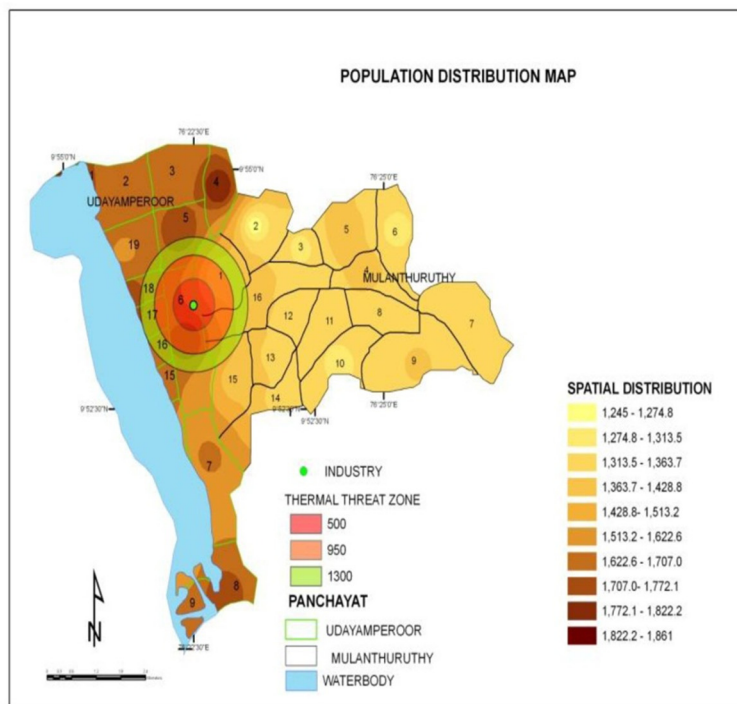 POPULATION DISTRIBUTION MAP
76°22'30"E
9°55'0"N
9°55'0"N
76°25'0"E
1
2
3
4
UDAYAMPEROOR
5
19
2
3
5
6
1
4
MULANTHURUTHY
18
6
16
17
12
11
8
7
16
13
10
9
15
15
14
9°52'30"N
9°52'30"N
76°25'0"E
7
8
9
N
INDUSTRY
THERMAL THREAT ZONE
500
950
1300
PANCHAYAT
UDAYAMPEROOR
MULANTHURUTHY
WATERBODY
SPATIAL DISTRIBUTION
1,245 - 1,274.8
1,274.8 - 1,313.5
1,313.5 - 1,363.7
1,363.7 - 1,428.8
1,428.8- 1,513.2
1,513.2 - 1,622.6
1,622.6 - 1,707.0
1,707.0- 1,772.1
1,772.1 - 1,822.2
1,822.2 - 1,861